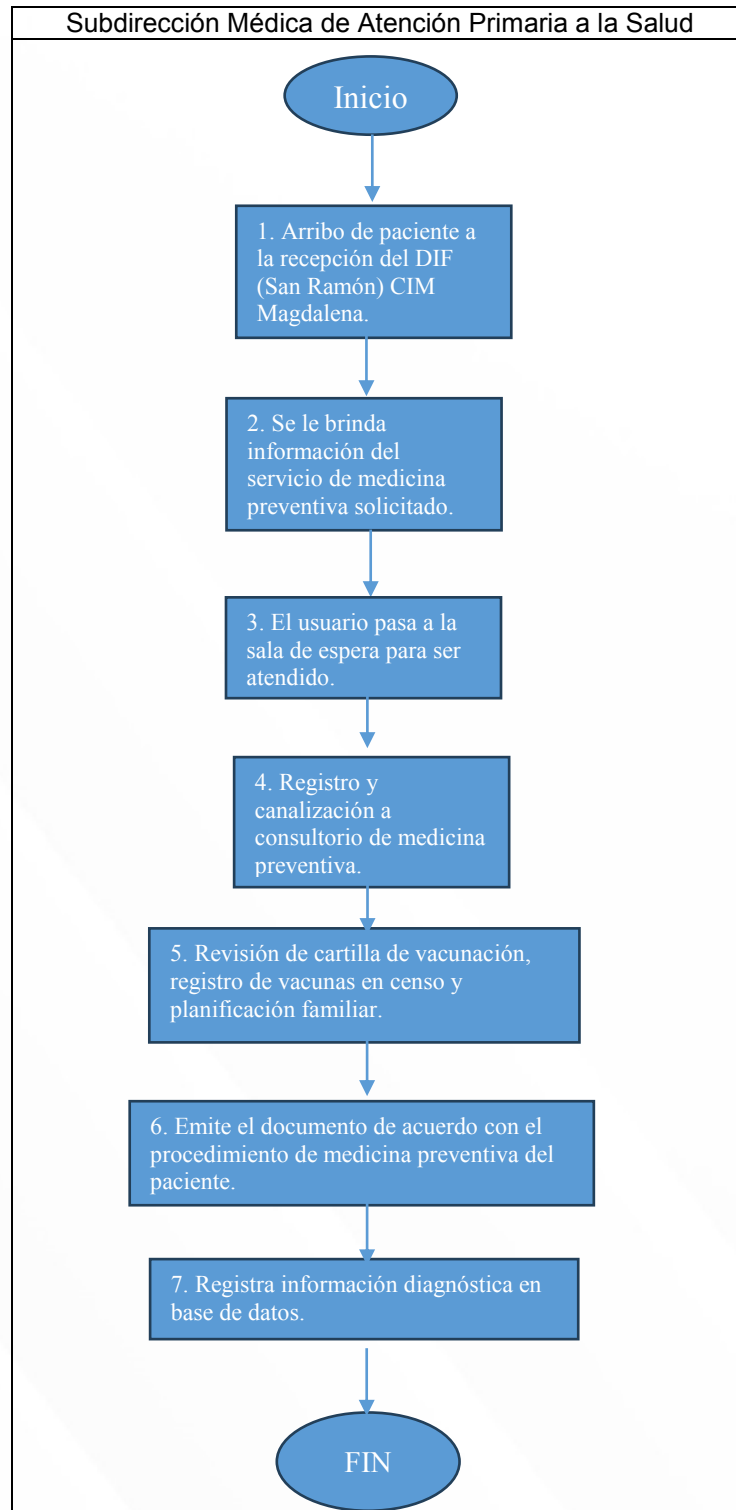 Subdirección Médica de Atención Primaria a la Salud
Inicio
1. Arribo de paciente a
la recepción del DIF
(San Ramón) CIM
Magdalena.
2. Se le brinda
información del
servicio de medicina
preventiva solicitado.
3. El usuario pasa a la
sala de espera para ser
atendido.
4. Registro y
canalización a
consultorio de medicina
preventiva.
5. Revisión de cartilla de vacunación,
registro de vacunas en censo y
planificación familiar.
6. Emite el documento de acuerdo con el
procedimiento de medicina preventiva del
paciente.
7. Registra información diagnóstica en
base de datos.
FIN